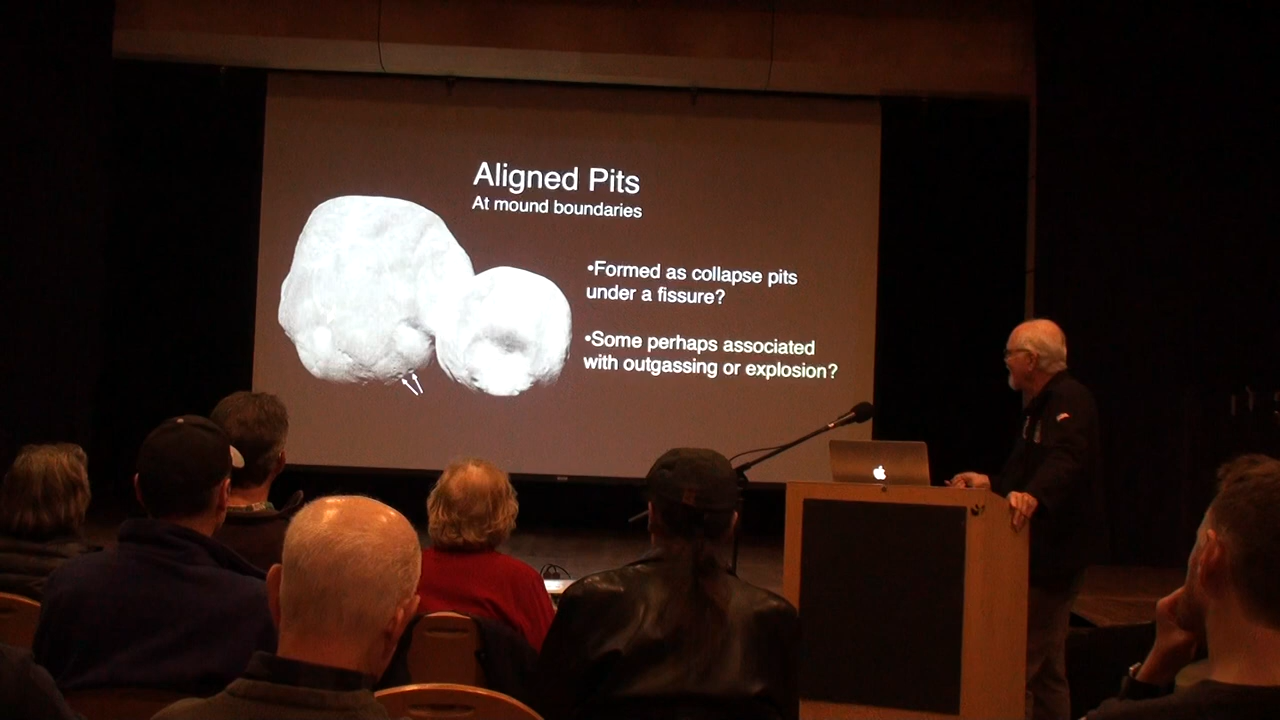 Aligned Pits
At mound boundaries
•Formed as collapse pits
under a fissure?
•Some perhaps associated
with outgassing or explosion?